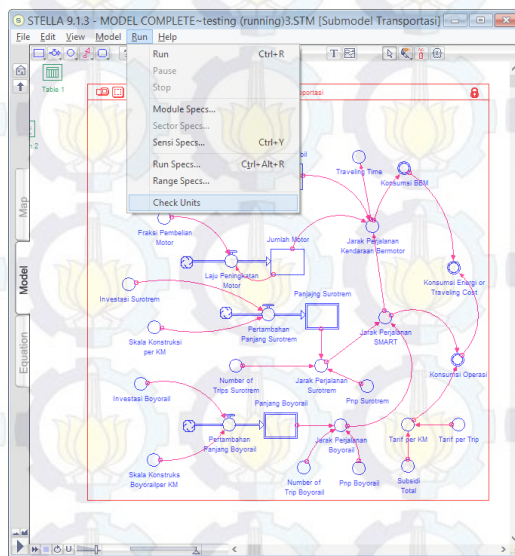 STELLA 9.1.3 - MODEL COMPLETE~testing (running)3.STM [Submodel Transportasi]
File Edit View Model Run Help
Table 1
Run Ctrl+R
Pause
Stop
Module Specs...
Sector Specs...
Sensi Specs... Ctrl+Y
Run Specs... Ctrl+Alt+R
Range Specs...
Check Units
Map
Model
Equation
Traveling Time
Konsumsi BBM
Fraksi Pembelian
Motor
Jumlah Motor
Jarak Perjalanan
Kendaraan Bermotor
Laju Peningkatan
Motor
Investasi Surotrem
Panjajng Surotrem
Konsumsi Energi or
Traveling Cost
Skala Konstruksi
per KM
Pertambahan
Panjang Surotrem
Jarak Perjalanan
SMART
Number of
Trips Surotrem
Jarak Perjalanan
Surotrem
Pnp Surotrem
Konsumsi Operasi
Investasi Boyorail
Panjang Boyorail
Pertambahan
Panjang Boyorail
Jarak Perjalanan
Boyorail
Tarif per KM
Tarif per Trip
Skala Konstruks
Boyorailper KM
Number of
Trip Boyorail
Pnp Boyorail
Subsidi
Total